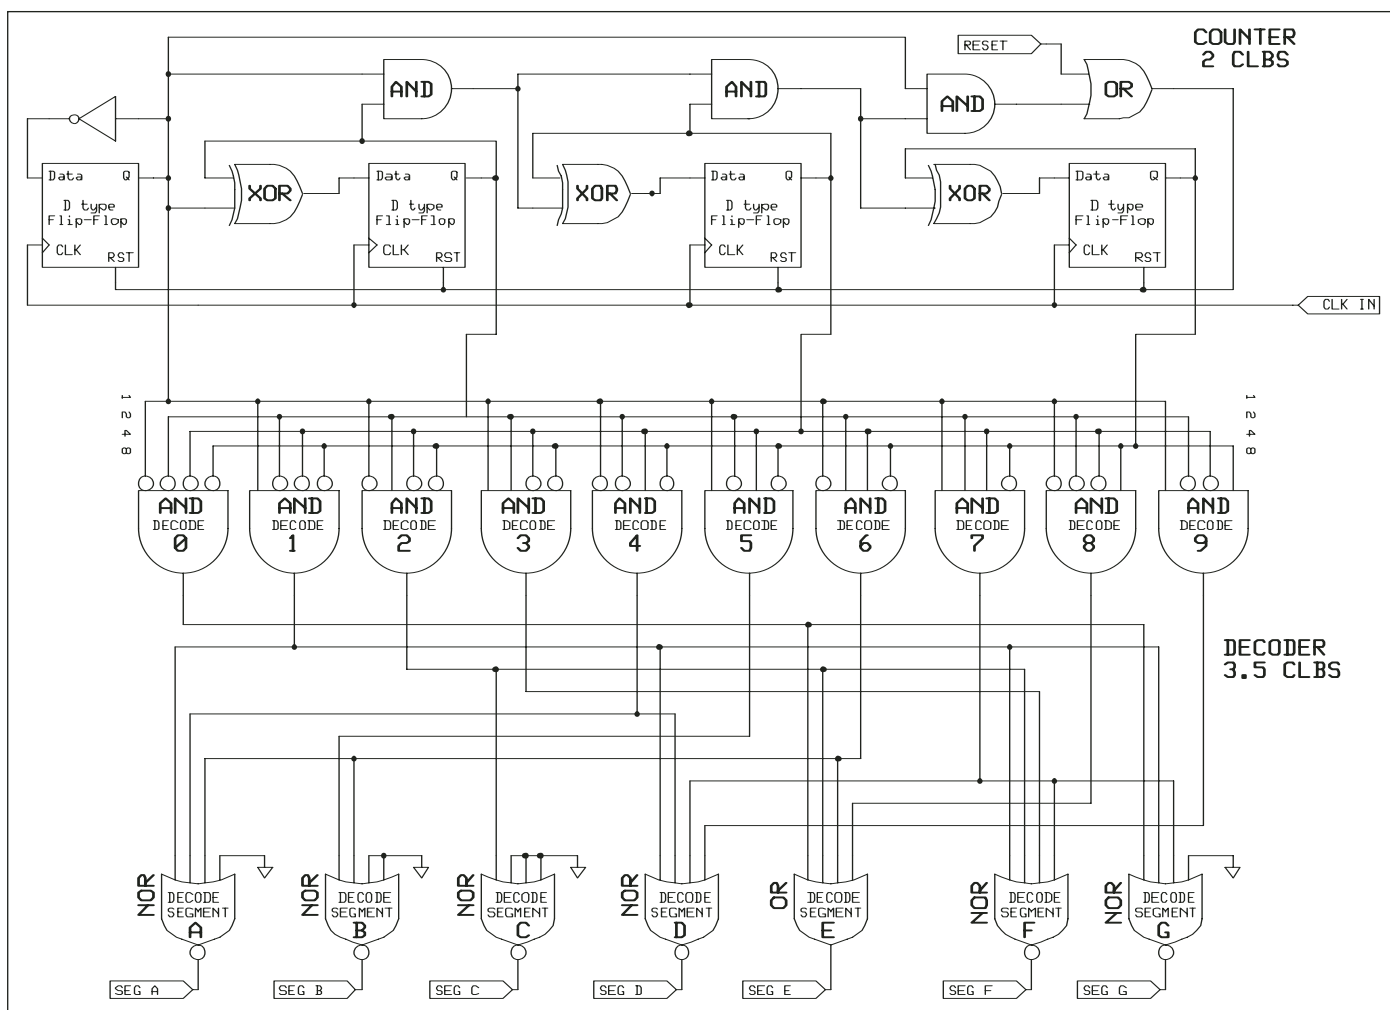 COUNTER
2 CLBS
RESET
AND
AND
AND
OR
XOR
XOR
XOR
Data Q
D type
Flip-Flop
CLK
RST
Data Q
D type
Flip-Flop
CLK
RST
Data Q
D type
Flip-Flop
CLK
RST
Data Q
D type
Flip-Flop
CLK
RST
CLK IN
1 2 4 8
1 2 4 8
AND
DECODE
0
AND
DECODE
1
AND
DECODE
2
AND
DECODE
3
AND
DECODE
4
AND
DECODE
5
AND
DECODE
6
AND
DECODE
7
AND
DECODE
8
AND
DECODE
9
DECODER
3.5 CLBS
NOR
DECODE
SEGMENT
A
NOR
DECODE
SEGMENT
B
NOR
DECODE
SEGMENT
C
NOR
DECODE
SEGMENT
D
OR
DECODE
SEGMENT
E
NOR
DECODE
SEGMENT
F
NOR
DECODE
SEGMENT
G
SEG A
SEG B
SEG C
SEG D
SEG E
SEG F
SEG G